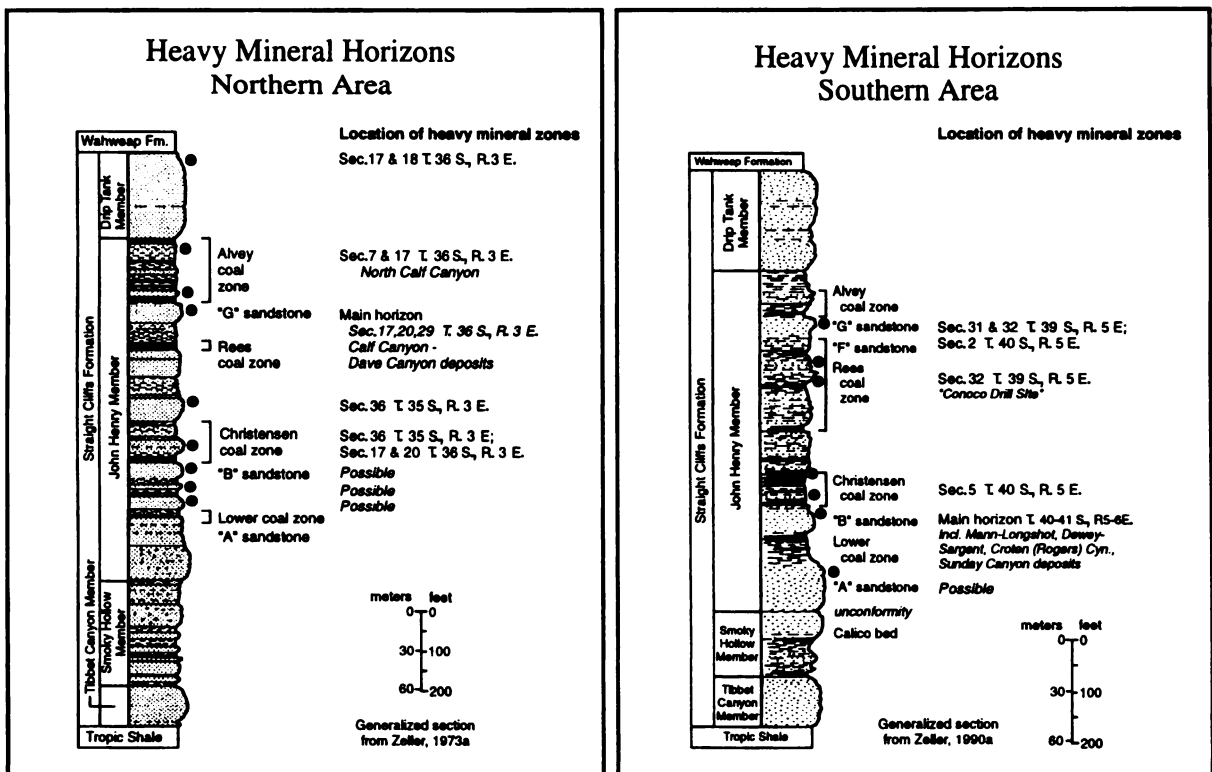 Heavy Mineral Horizons
Northern Area
Location of heavy mineral zones
Wahweap Fm.
Sec.17 & 18 T. 36 S., R. 3 E.
Straight Cliffs Formation
Drip Tank
Member
John Henry Member
Alvey
coal
zone
Sec.7 & 17 T. 36 S., R. 3 E.
North Calf Canyon
"G" sandstone
Main horizon
Sec.17,20,29 T. 36 S., R. 3 E.
Calf Canyon -
Dave Canyon deposits
Rees
coal zone
Sec. 36 T. 35 S., R. 3 E.
Christensen
coal zone
Sec. 36 T. 35 S., R. 3 E;
Sec. 17 & 20 T. 36 S., R. 3 E.
"B" sandstone
Possible
Possible
Possible
Lower coal zone
"A" sandstone
Tibbet Canyon Member
Smoky Hollow
Member
meters feet
0 0
30 100
60 200
Tropic Shale
Generalized section
from Zeller, 1973a
Heavy Mineral Horizons
Southern Area
Location of heavy mineral zones
Wahweap Formation
Straight Cliffs Formation
Drip Tank
Member
John Henry Member
Alvey
coal zone
"G" sandstone
Sec. 31 & 32 T. 39 S., R. 5 E;
Sec. 2 T. 40 S., R. 5 E.
"F" sandstone
Rees
coal
zone
Sec. 32 T. 39 S., R. 5 E.
"Conoco Drill Site"
Christensen
coal zone
Sec. 5 T. 40 S., R. 5 E.
"B" sandstone
Main horizon T. 40-41 S., R5-6E.
Incl. Mann-Longshot, Dewey-
Sargent, Croten (Rogers) Cyn.,
Sunday Canyon deposits
Lower
coal zone
"A" sandstone
Possible
unconformity
Smoky
Hollow
Member
Calico bed
Tibbet
Canyon
Member
meters feet
0 0
30 100
60 200
Tropic Shale
Generalized section
from Zeller, 1990a